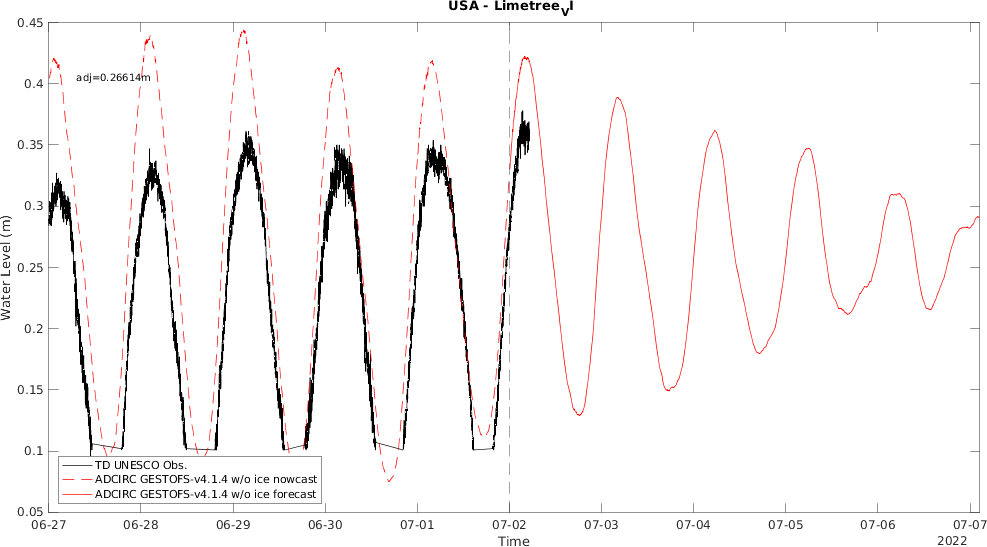 USA - Limetree_VI
0.45
0.4
0.35
0.3
0.25
0.2
0.15
0.1
0.05
Water Level (m)
adj=0.26614m
TD UNESCO Obs.
ADCIRC GESTOFS-v4.1.4 w/o ice nowcast
ADCIRC GESTOFS-v4.1.4 w/o ice forecast
06-27 06-28 06-29 06-30 07-01 07-02 07-03 07-04 07-05 07-06 07-07
Time
2022